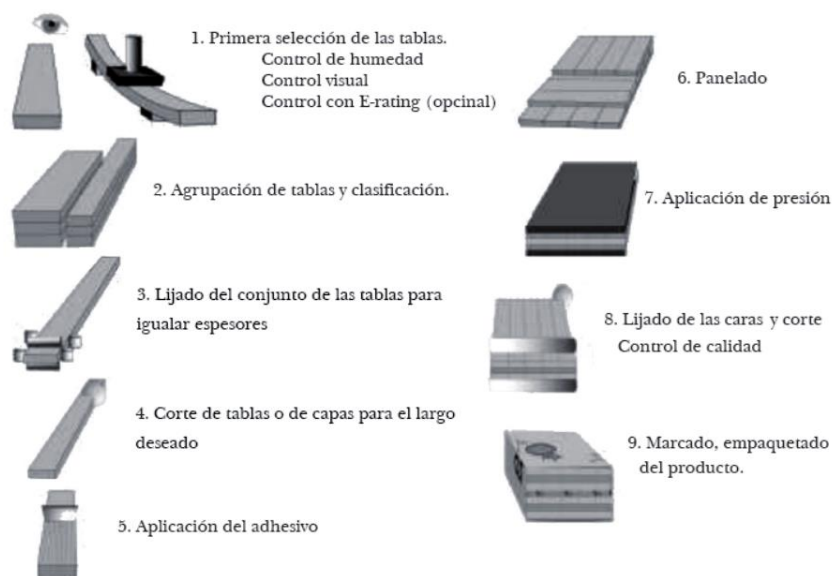 1. Primera selección de las tablas.
Control de humedad
Control visual
Control con E-rating (opcinal)
2. Agrupación de tablas y clasificación.
3. Lijado del conjunto de las tablas para
igualar espesores
4. Corte de tablas o de capas para el largo
deseado
5. Aplicación del adhesivo
6. Panelado
7. Aplicación de presión
8. Lijado de las caras y corte
Control de calidad
9. Marcado, empaquetado
del producto.